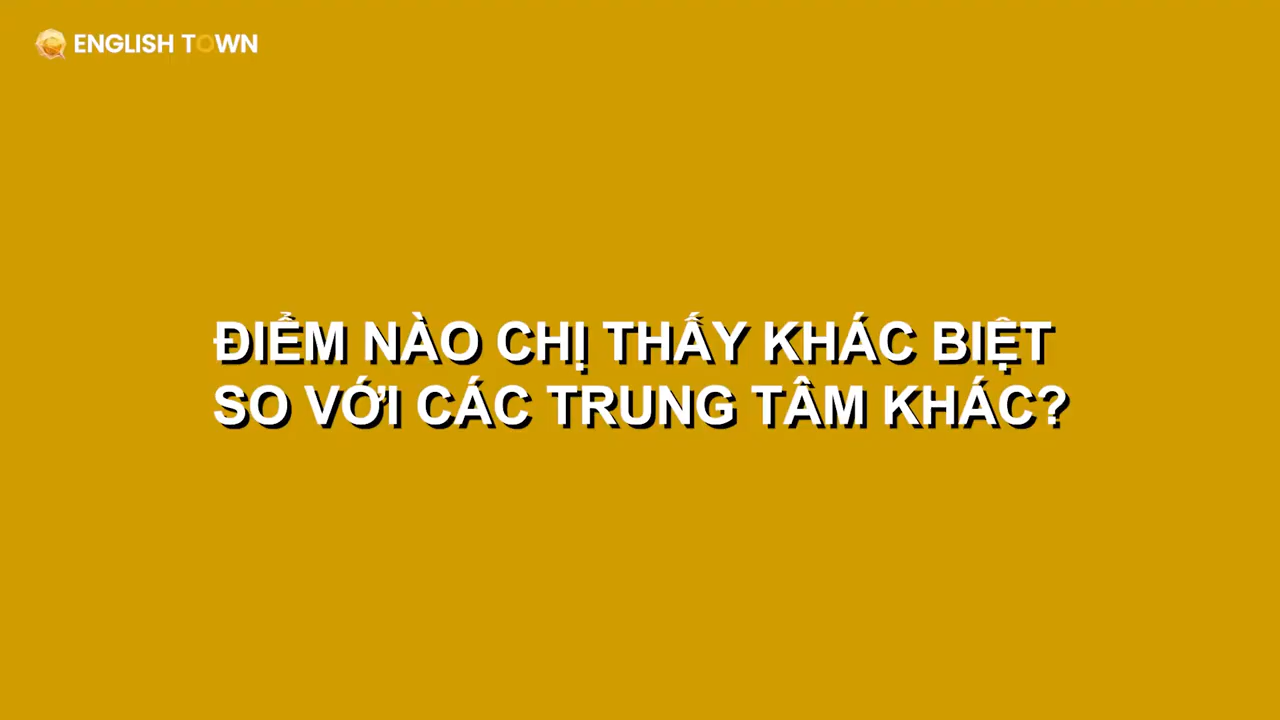 ENGLISH TOWN
ĐIỂM NÀO CHỊ THẤY KHÁC BIỆT
SO VỚI CÁC TRUNG TÂM KHÁC?